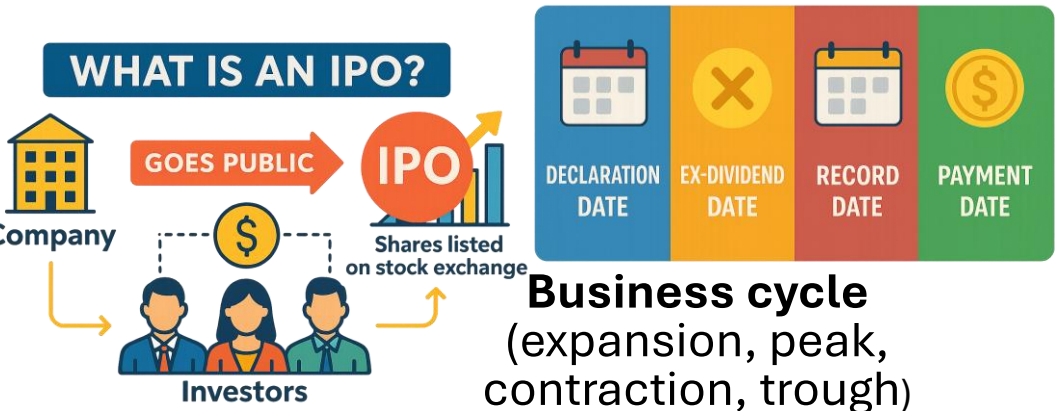 WHAT IS AN IPO?
GOES PUBLIC
IPO
Company
$
Shares listed
on stock exchange
Investors
DECLARATION
DATE
EX-DIVIDEND
DATE
RECORD
DATE
$
PAYMENT
DATE
Business cycle
(expansion, peak,
contraction, trough)